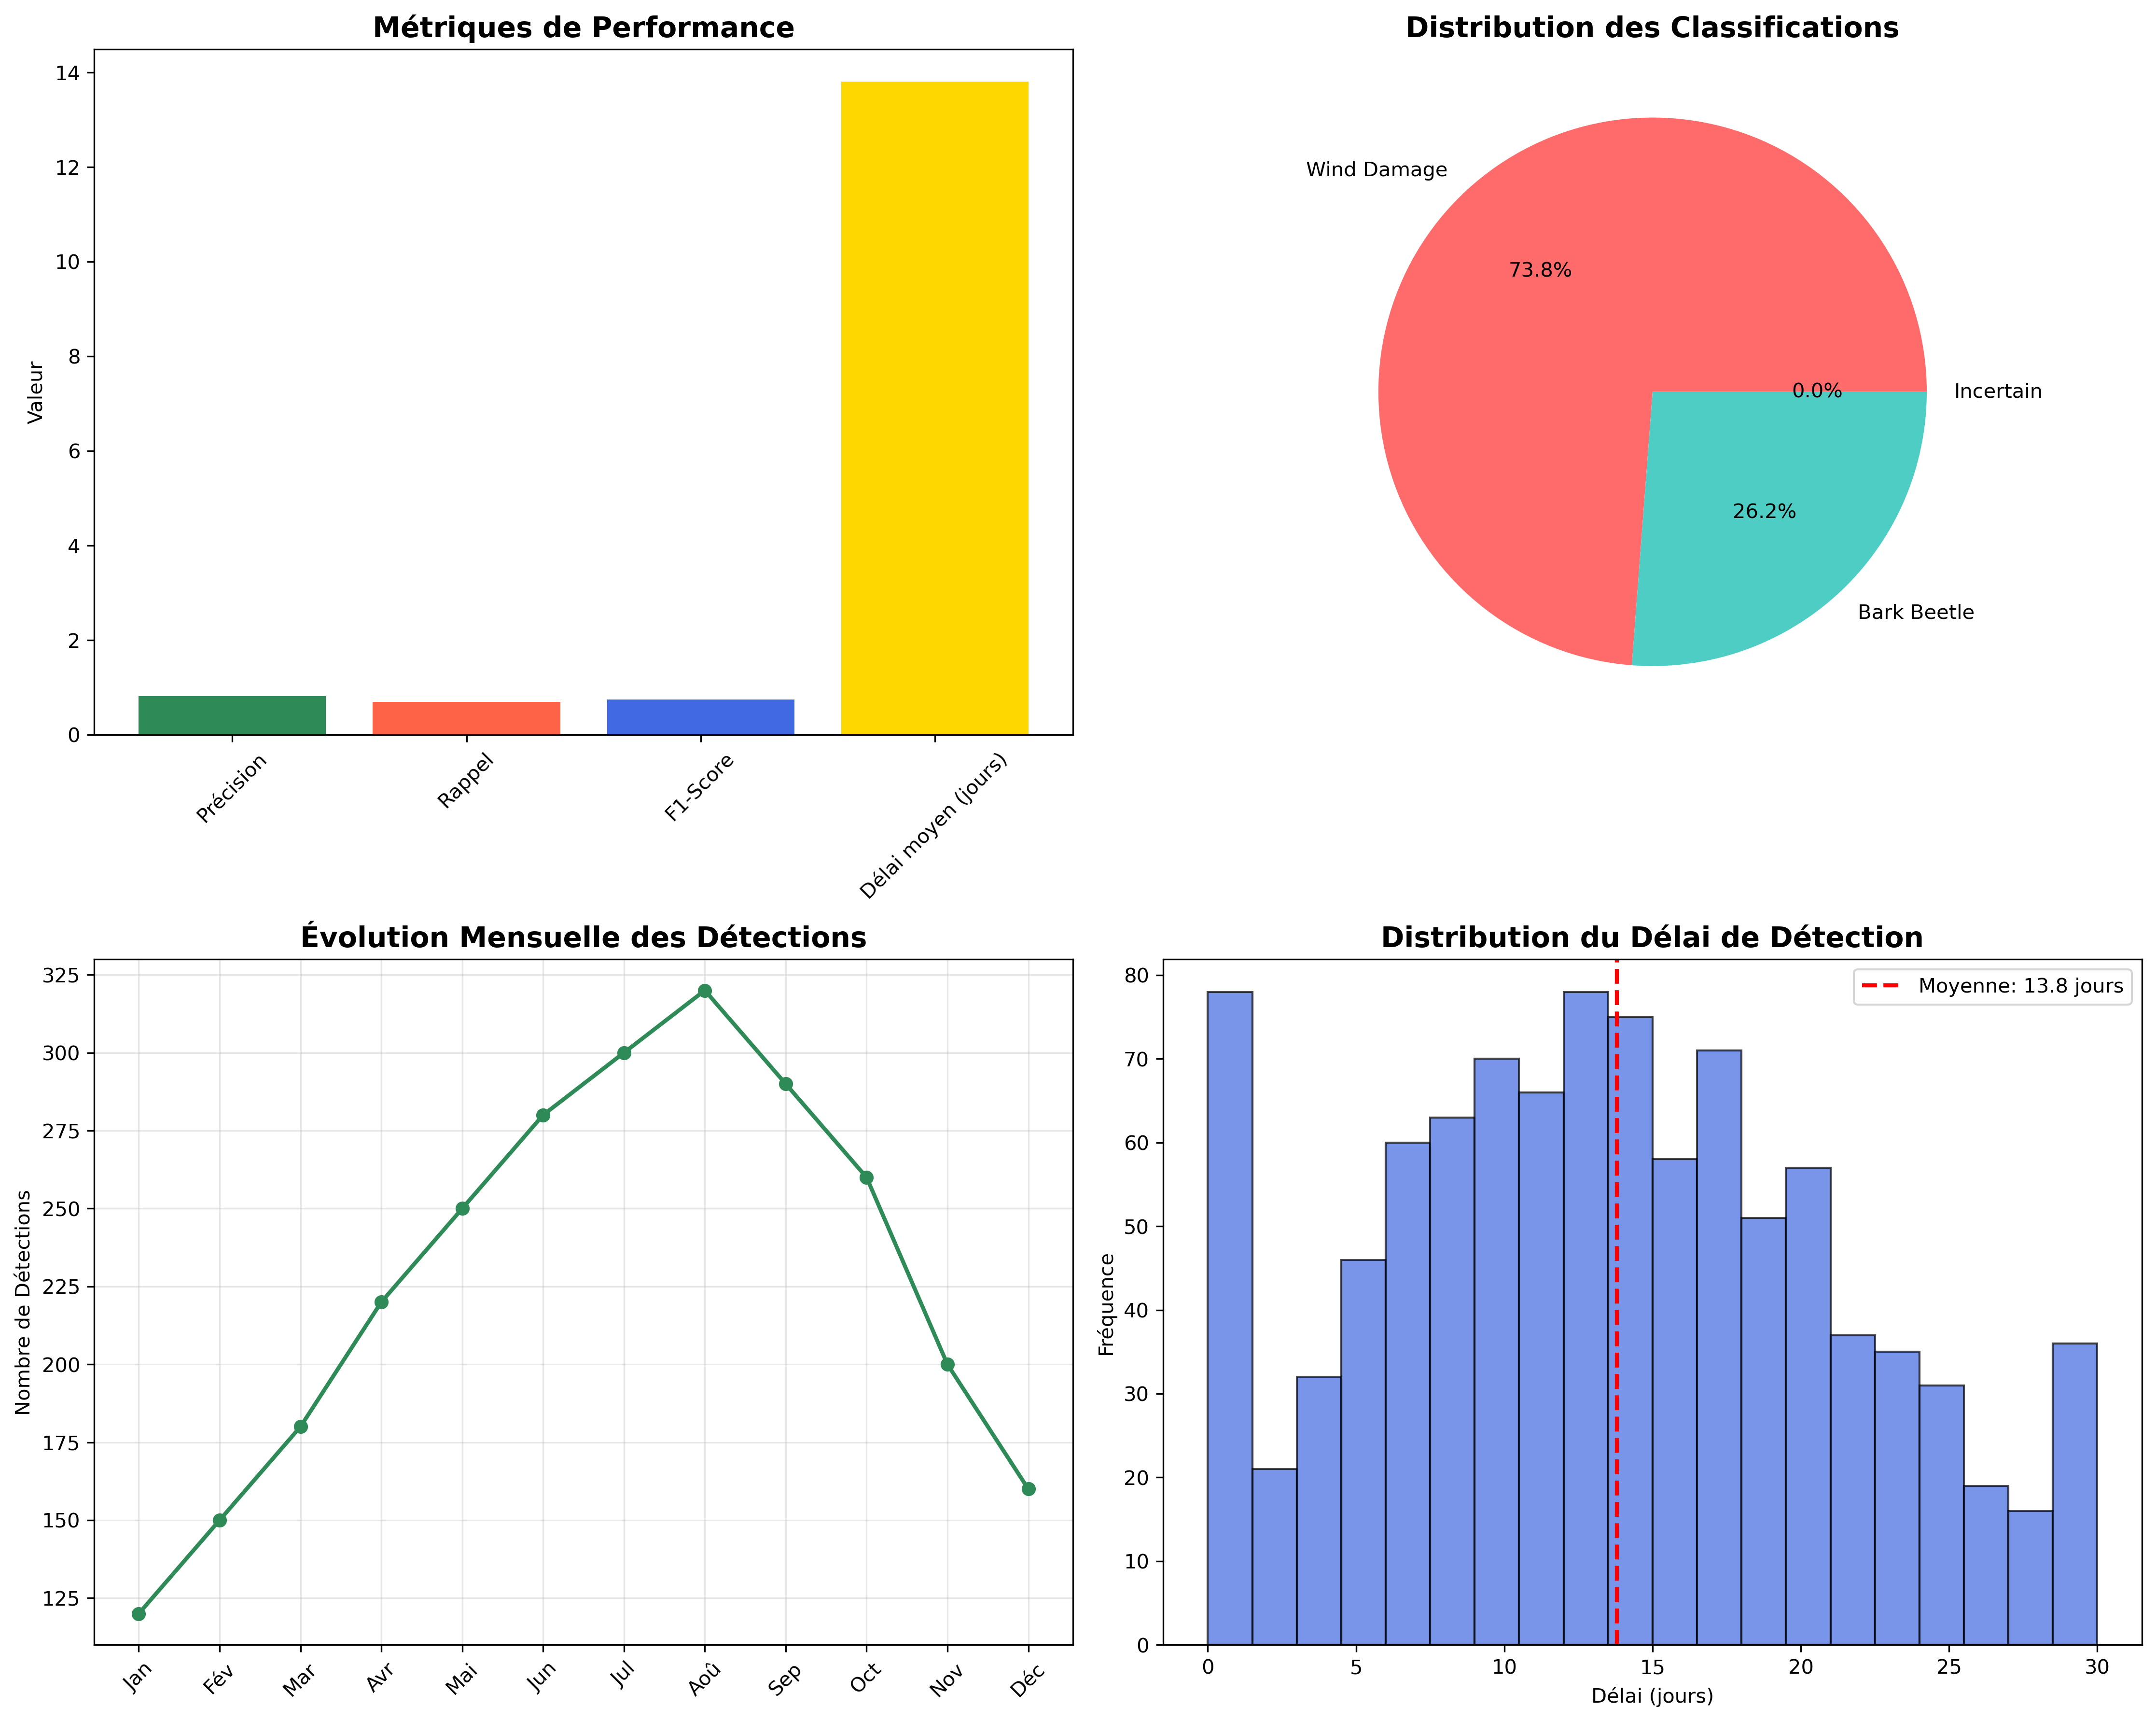 Métriques de Performance
Valeur
14
12
10
8
6
4
2
0
Précision
Rappel
F1-Score
Délai moyen (jours)
Distribution des Classifications
Wind Damage
73.8%
0.0%
Incertain
26.2%
Bark Beetle
Évolution Mensuelle des Détections
Nombre de Détections
325
300
275
250
225
200
175
150
125
Jan
Fév
Mar
Avr
Mai
Jun
Jul
Aoû
Sep
Oct
Nov
Déc
Distribution du Délai de Détection
Moyenne: 13.8 jours
Fréquence
80
70
60
50
40
30
20
10
0
0
5
10
15
20
25
30
Délai (jours)